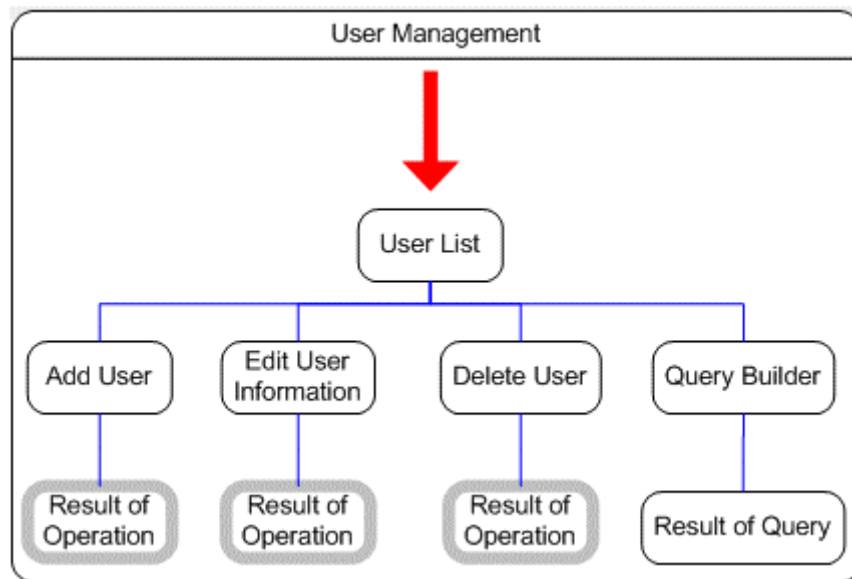 User Management
User List
Add User
Edit User
Information
Delete User
Query Builder
Result of
Operation
Result of
Operation
Result of
Operation
Result of Query